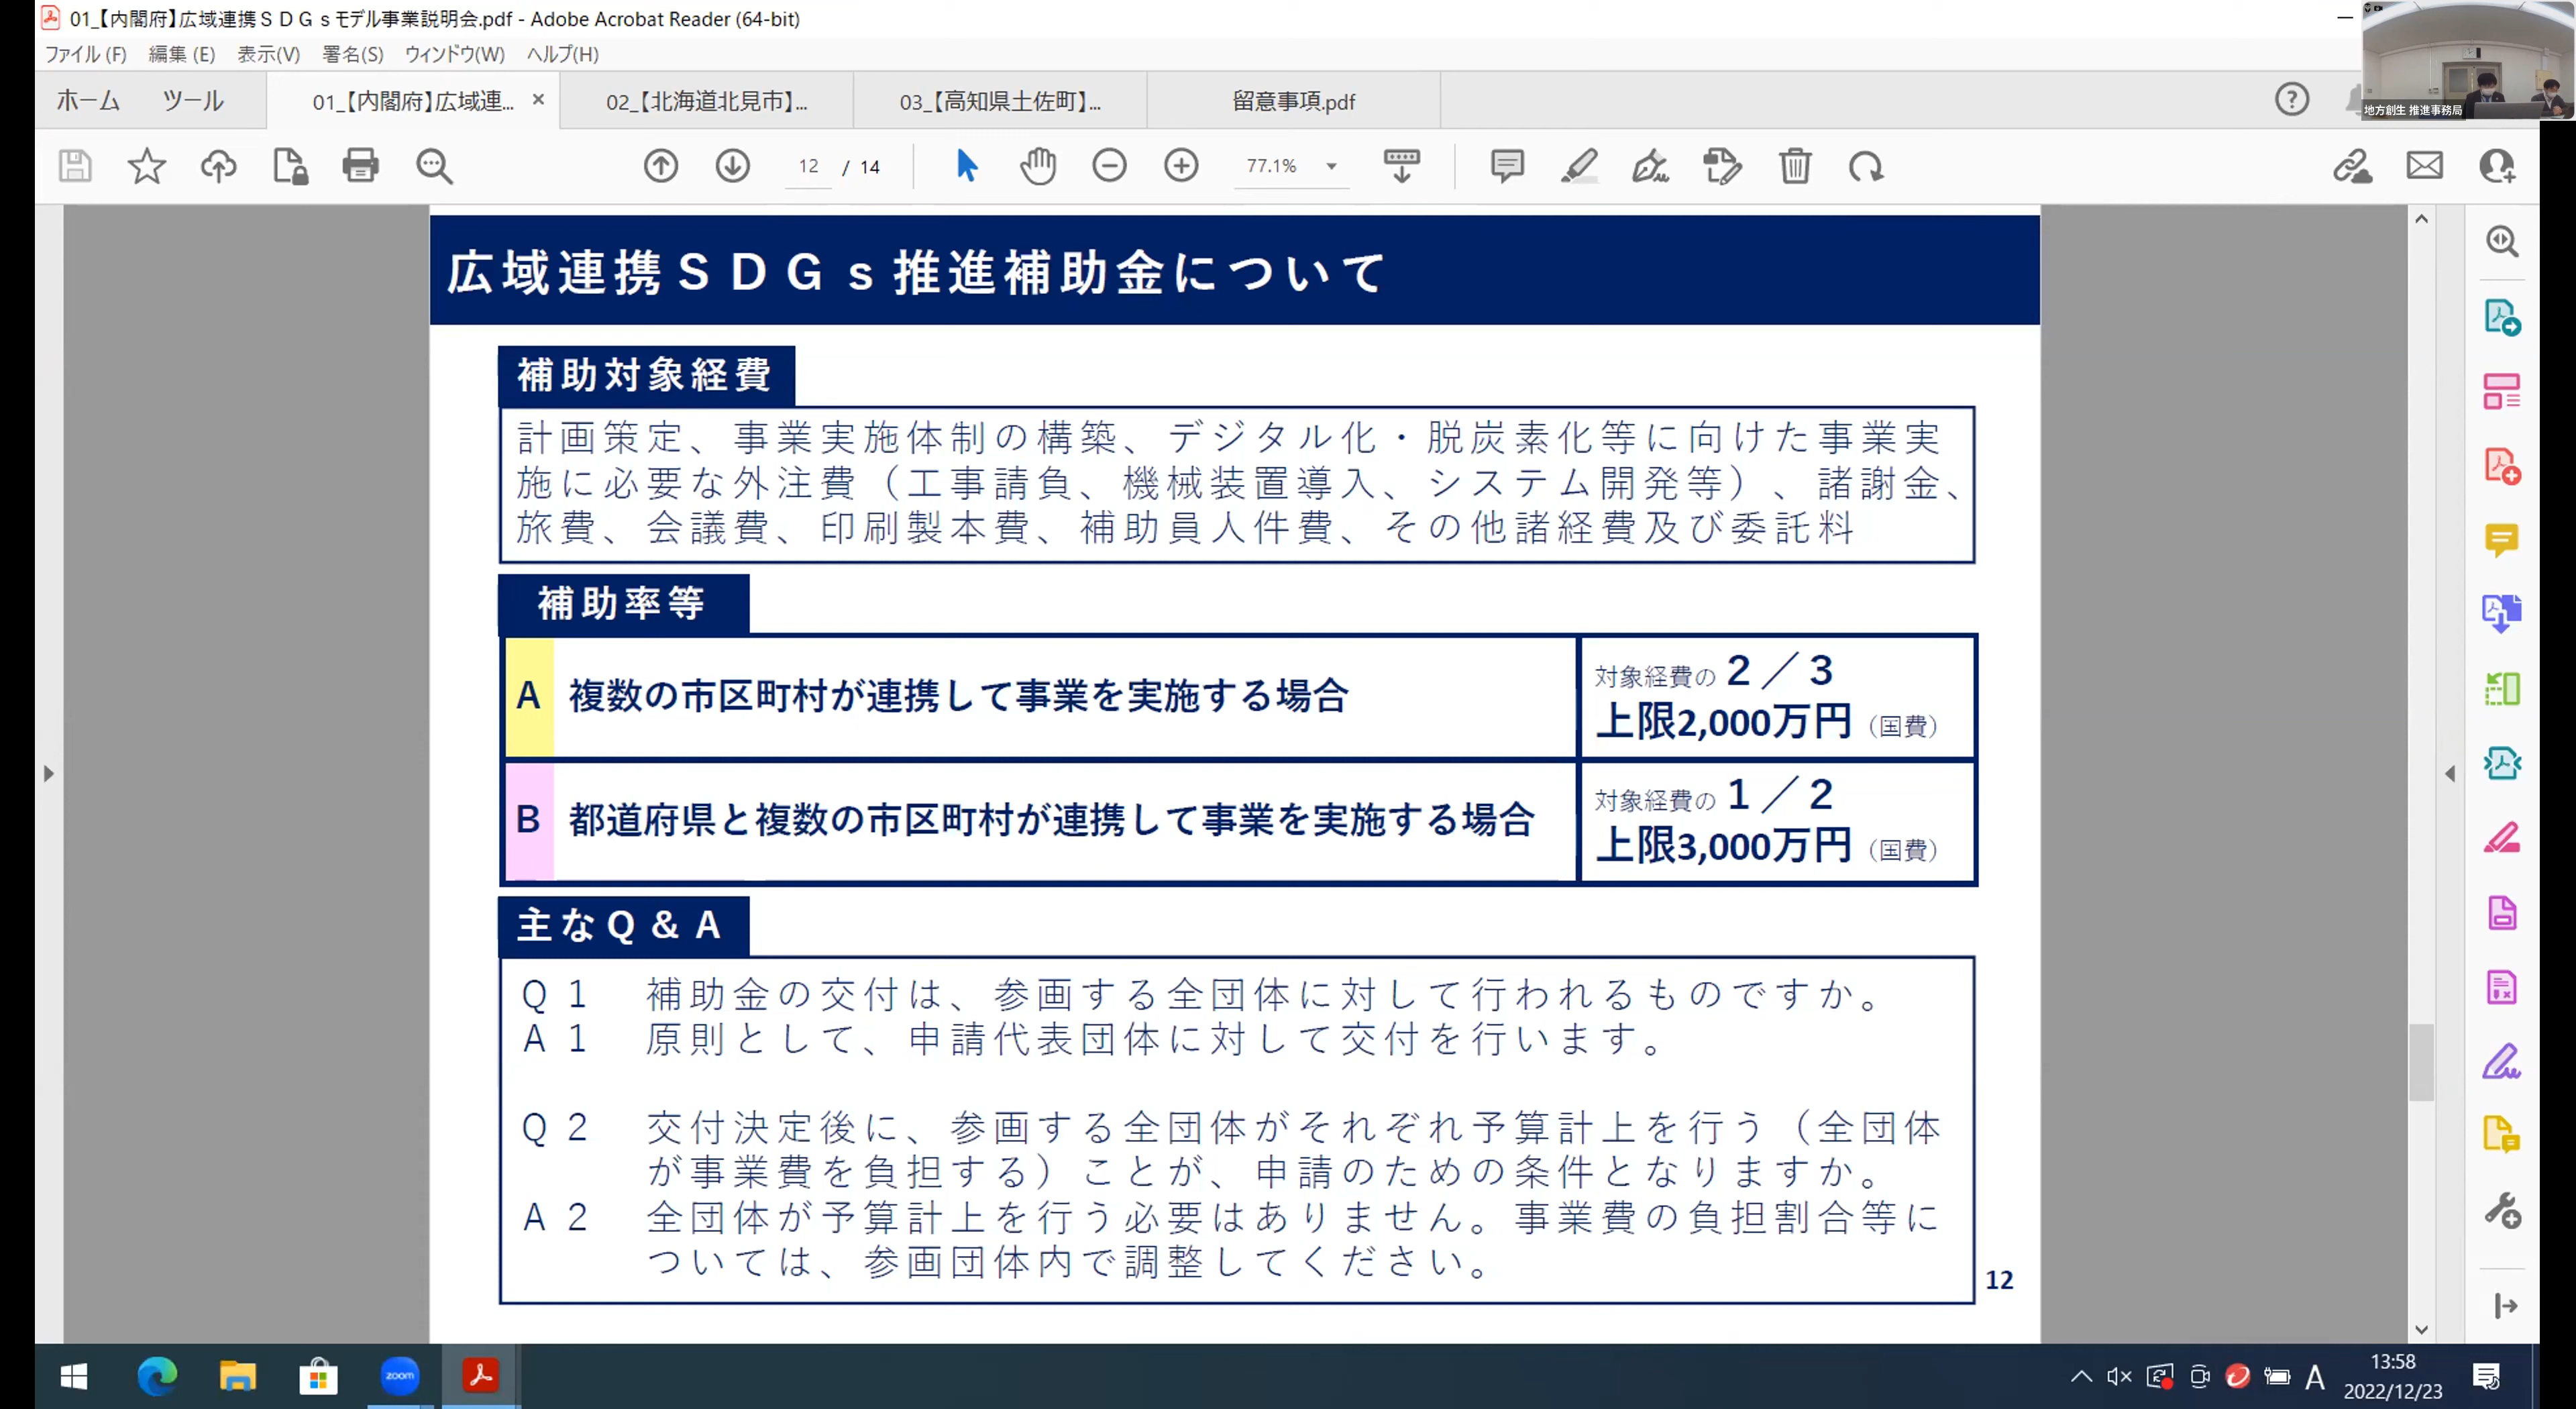 01_【内閣府】広域連携ＳＤＧｓモデル事業説明会.pdf - Adobe Acrobat Reader (64-bit)
ファイル(F) 編集(E) 表示(V) 署名(S) ウィンドウ(W) ヘルプ(H)
ホーム ツール 01_【内閣府】広域連... × 02_【北海道北見市】... 03_【高知県土佐町】... 留意事項.pdf
地方創生 推進事務局
12 / 14 77.1%
広域連携ＳＤＧｓ推進補助金について
補助対象経費
計画策定、事業実施体制の構築、デジタル化・脱炭素化等に向けた事業実
施に必要な外注費（工事請負、機械装置導入、システム開発等）、諸謝金、
旅費、会議費、印刷製本費、補助員人件費、その他諸経費及び委託料
補助率等
A 複数の市区町村が連携して事業を実施する場合
対象経費の２／３
上限2,000万円（国費）
B 都道府県と複数の市区町村が連携して事業を実施する場合
対象経費の１／２
上限3,000万円（国費）
主なＱ＆Ａ
Ｑ１ 補助金の交付は、参画する全団体に対して行われるものですか。
Ａ１ 原則として、申請代表団体に対して交付を行います。
Ｑ２ 交付決定後に、参画する全団体がそれぞれ予算計上を行う（全団体
が事業費を負担する）ことが、申請のための条件となりますか。
Ａ２ 全団体が予算計上を行う必要はありません。事業費の負担割合等に
ついては、参画団体内で調整してください。
12
zoom
A
13:58
2022/12/23